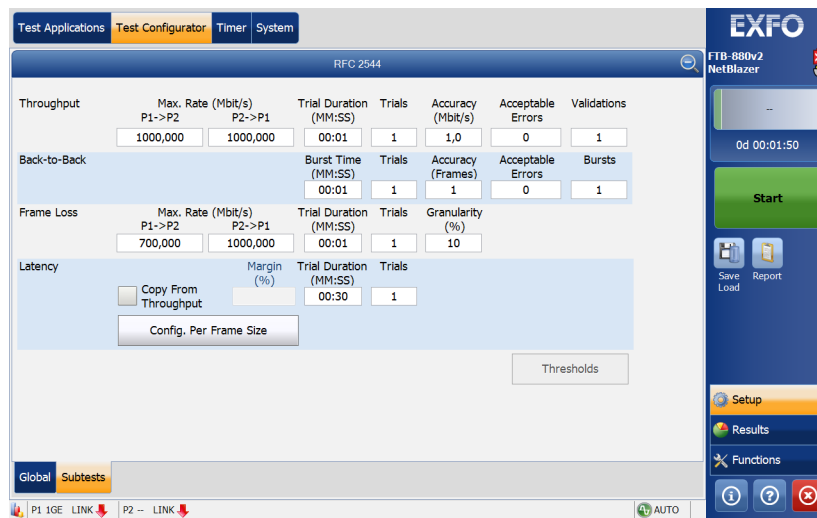 Test Applications Test Configurator Timer System
EXFO
RFC 2544
FTB-880v2
NetBlazer
Throughput Max. Rate (Mbit/s) Trial Duration Trials Accuracy Acceptable Validations
P1->P2 P2->P1 (MM:SS) (Mbit/s) Errors
1000,000 1000,000 00:01 1 1,0 0 1
--
0d 00:01:50
Back-to-Back Burst Time Trials Accuracy Acceptable Bursts
(MM:SS) (Frames) Errors
00:01 1 1 0 1
Start
Frame Loss Max. Rate (Mbit/s) Trial Duration Trials Granularity
P1->P2 P2->P1 (MM:SS) (%)
700,000 1000,000 00:01 1 10
Save
Load
Report
Latency Margin Trial Duration Trials
(%) (MM:SS)
Copy From
Throughput
00:30 1
Config. Per Frame Size
Thresholds
Setup
Results
Functions
Global Subtests
P1 1GE LINK P2 -- LINK AUTO